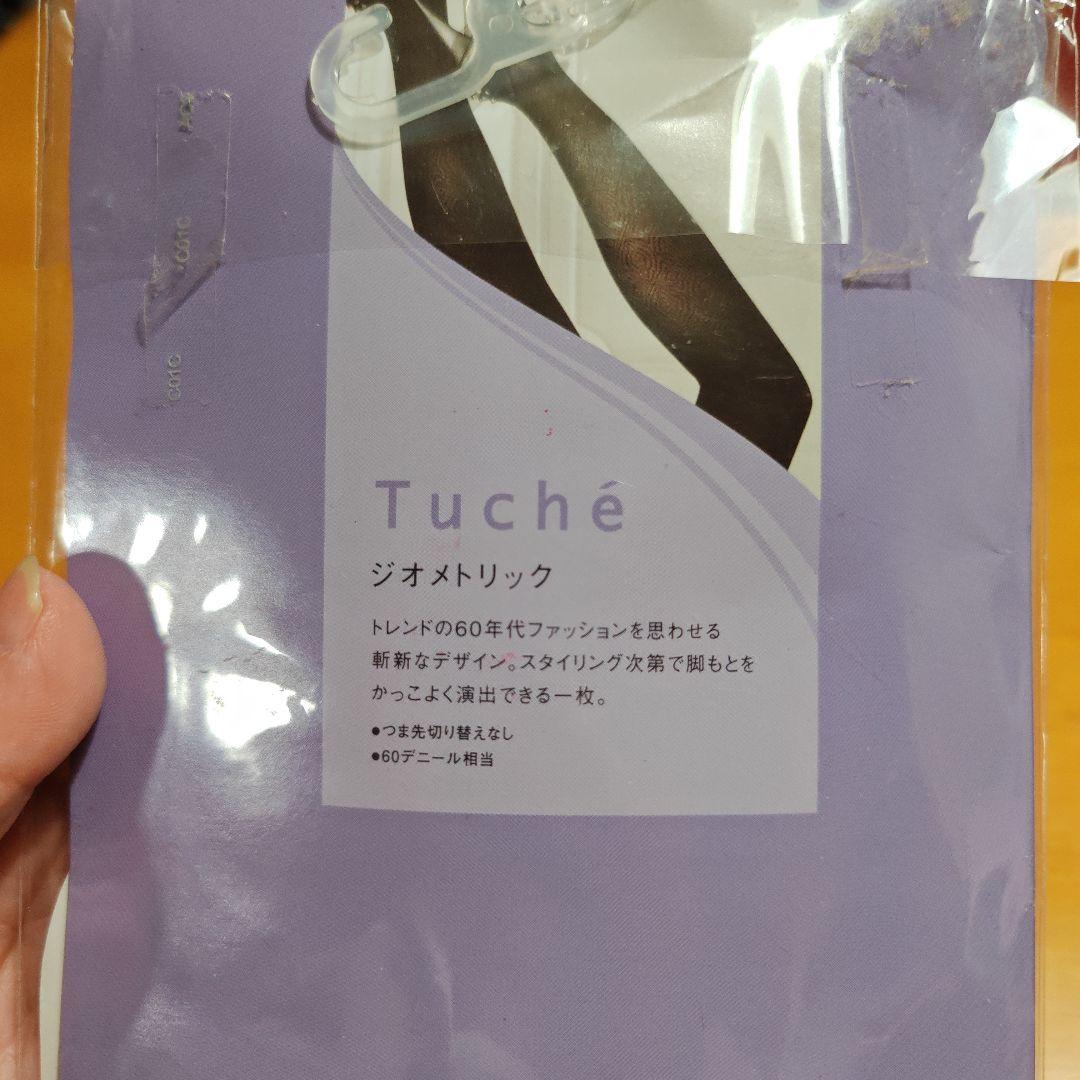 C01C
C01C
Tuché
ジオメトリック
トレンドの60年代ファッションを思わせる
斬新なデザイン。スタイリング次第で脚もとを
かっこよく演出できる一枚。
●つま先切り替えなし
●60デニール相当